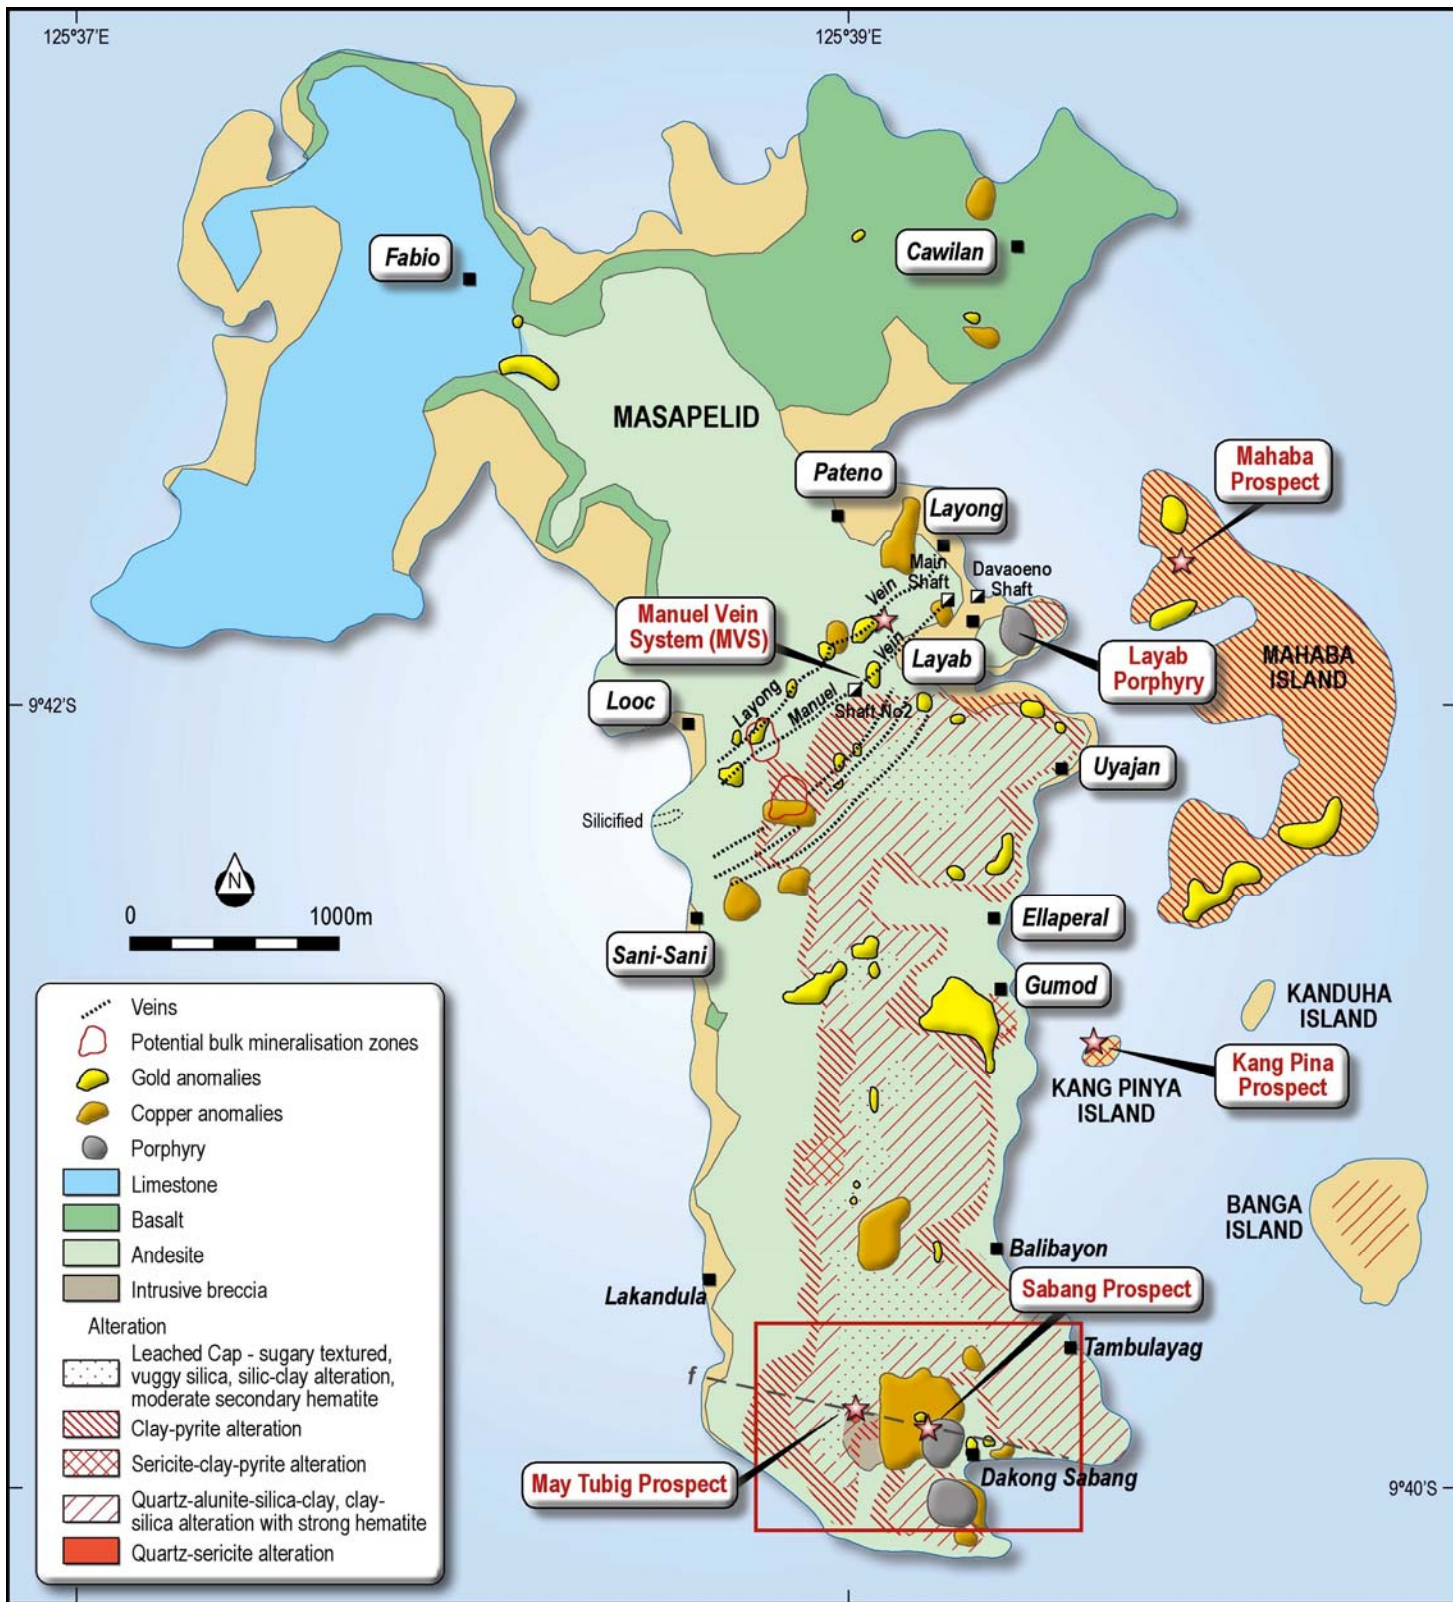 125°37'E
125°39'E
Fabio
Cawilan
MASAPELID
Pateno
Layong
Mahaba
Prospect
Main
Shaft
Davaoeno
Shaft
Vein
Manuel Vein
System (MVS)
Vein
Layab
Layab
Porphyry
MAHABA
ISLAND
9°42'S
Looc
Layong
Manuel
Shaft No2
Uyajan
Silicified
N
0
1000m
Ellaperal
Sani-Sani
Gumod
KANDUHA
ISLAND
Kang Pina
Prospect
KANG PINYA
ISLAND
BANGA
ISLAND
Balibayon
Lakandula
Sabang Prospect
Tambulayag
f
May Tubig Prospect
Dakong Sabang
9°40'S
Veins
Potential bulk mineralisation zones
Gold anomalies
Copper anomalies
Porphyry
Limestone
Basalt
Andesite
Intrusive breccia
Alteration
Leached Cap - sugary textured,
vuggy silica, silic-clay alteration,
moderate secondary hematite
Clay-pyrite alteration
Sericite-clay-pyrite alteration
Quartz-alunite-silica-clay, clay-
silica alteration with strong hematite
Quartz-sericite alteration